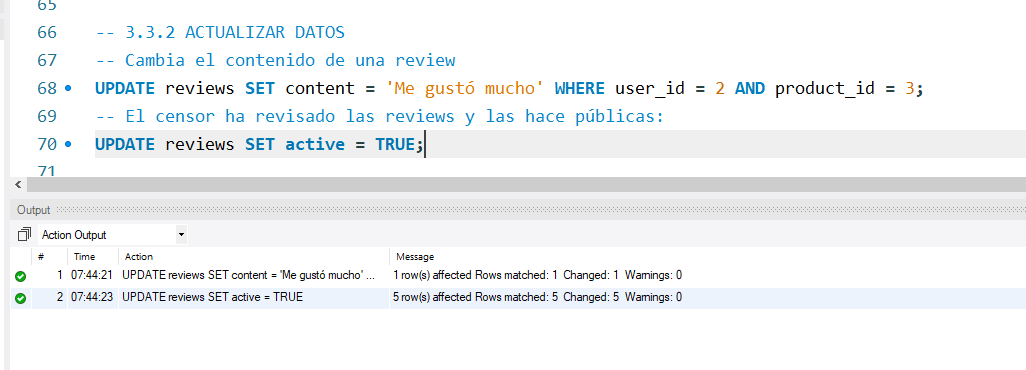 65
66 -- 3.3.2 ACTUALIZAR DATOS
67 -- Cambia el contenido de una review
68 UPDATE reviews SET content = 'Me gustó mucho' WHERE user_id = 2 AND product_id = 3;
69 -- El censor ha revisado las reviews y las hace públicas:
70 UPDATE reviews SET active = TRUE;
71
Output
Action Output
# Time Action Message
1 07:44:21 UPDATE reviews SET content = 'Me gustó mucho' ... 1 row(s) affected Rows matched: 1 Changed: 1 Warnings: 0
2 07:44:23 UPDATE reviews SET active = TRUE 5 row(s) affected Rows matched: 5 Changed: 5 Warnings: 0